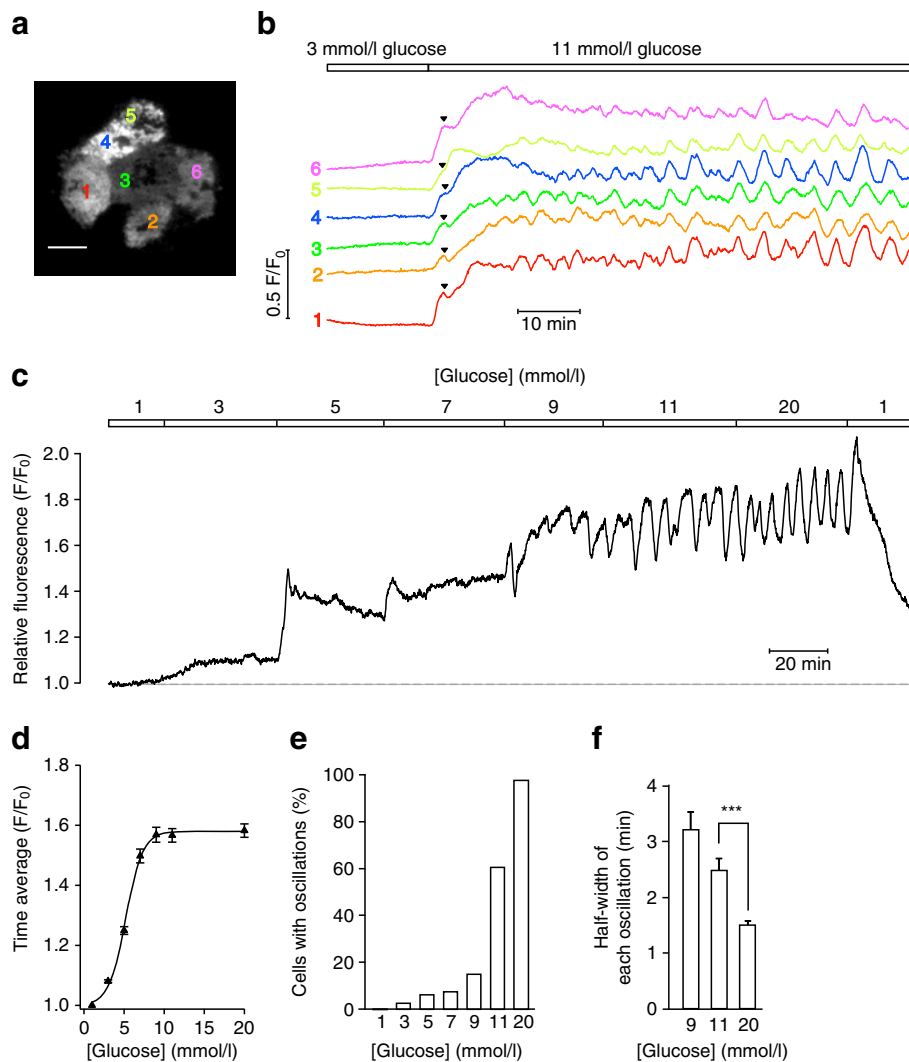 a
5
4
3
6
1
2
b
3 mmol/l glucose
11 mmol/l glucose
6
5
4
3
2
1
0.5 F/F0
10 min
c
[Glucose] (mmol/l)
1 3 5 7 9 11 20 1
Relative fluorescence (F/F0)
2.0
1.8
1.6
1.4
1.2
1.0
20 min
d
Time average (F/F0)
1.8
1.6
1.4
1.2
1.0
0 5 10 15 20
[Glucose] (mmol/l)
e
Cells with oscillations (%)
100
80
60
40
20
0
1 3 5 7 9 11 20
[Glucose] (mmol/l)
f
Half-width of
each oscillation (min)
4
3
2
1
0
***
9 11 20
[Glucose] (mmol/l)